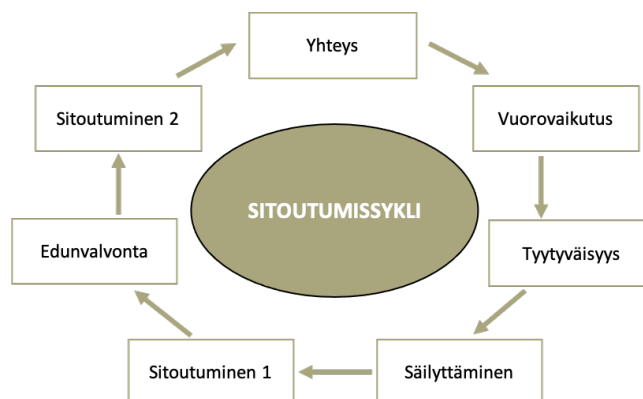 Yhteys
Vuorovaikutus
Tyytyväisyys
Säilyttäminen
Sitoutuminen 1
Edunvalvonta
Sitoutuminen 2
SITOUTUMISSYKLI